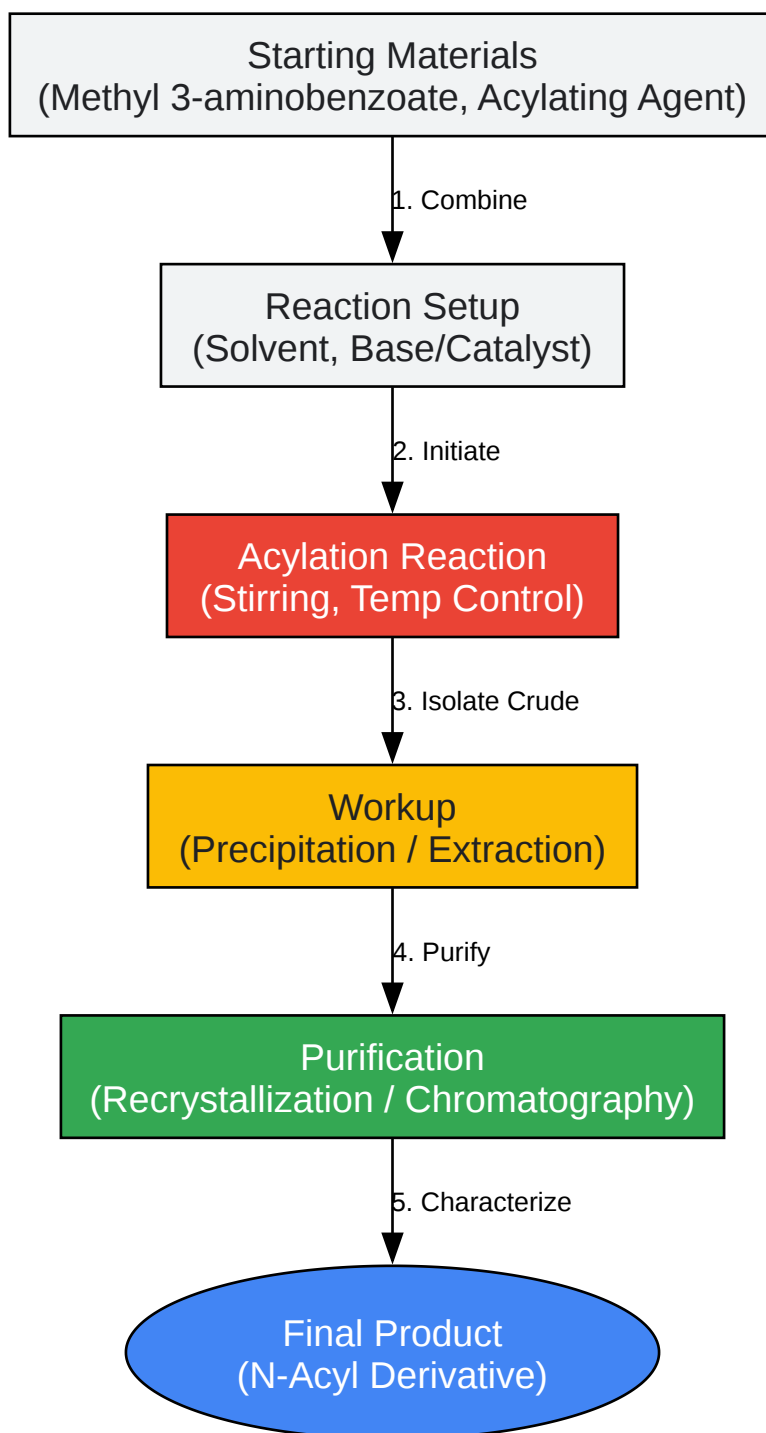 Starting Materials
(Methyl 3-aminobenzoate, Acylating Agent)
1. Combine
Reaction Setup
(Solvent, Base/Catalyst)
2. Initiate
Acylation Reaction
(Stirring, Temp Control)
3. Isolate Crude
Workup
(Precipitation / Extraction)
4. Purify
Purification
(Recrystallization / Chromatography)
5. Characterize
Final Product
(N-Acyl Derivative)